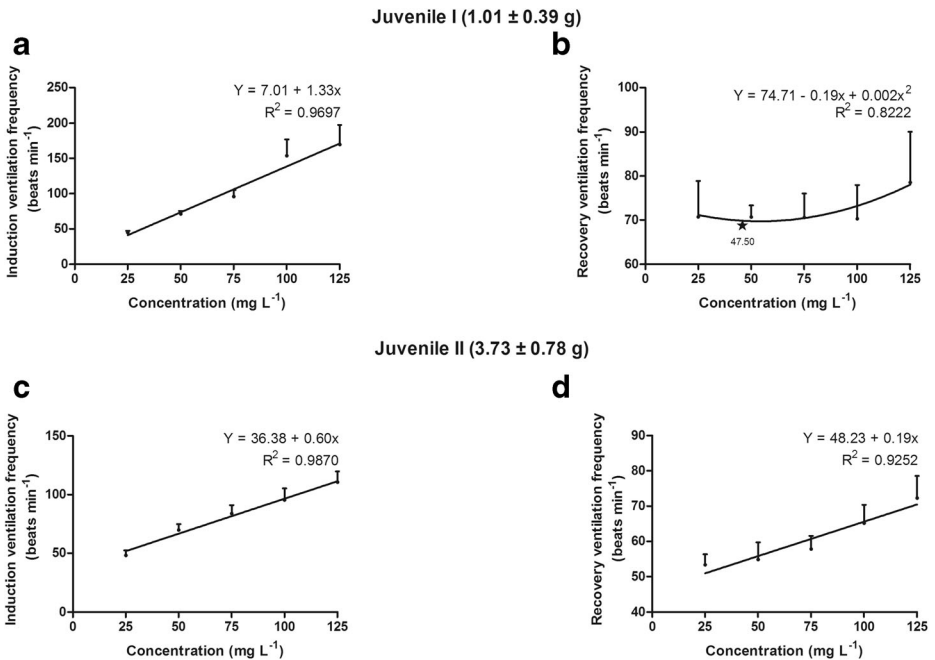 Juvenile I (1.01 ± 0.39 g)
a
Induction ventilation frequency
(beats min⁻¹)
250
200
150
100
50
0
0 25 50 75 100 125
Concentration (mg L⁻¹)
Y = 7.01 + 1.33x
R² = 0.9697
b
Recovery ventilation frequency
(beats min⁻¹)
100
90
80
70
60
0 25 50 75 100 125
Concentration (mg L⁻¹)
Y = 74.71 - 0.19x + 0.002x²
R² = 0.8222
47.50
Juvenile II (3.73 ± 0.78 g)
c
Induction ventilation frequency
(beats min⁻¹)
150
100
50
0
0 25 50 75 100 125
Concentration (mg L⁻¹)
Y = 36.38 + 0.60x
R² = 0.9870
d
Recovery ventilation frequency
(beats min⁻¹)
90
80
70
60
50
40
0 25 50 75 100 125
Concentration (mg L⁻¹)
Y = 48.23 + 0.19x
R² = 0.9252